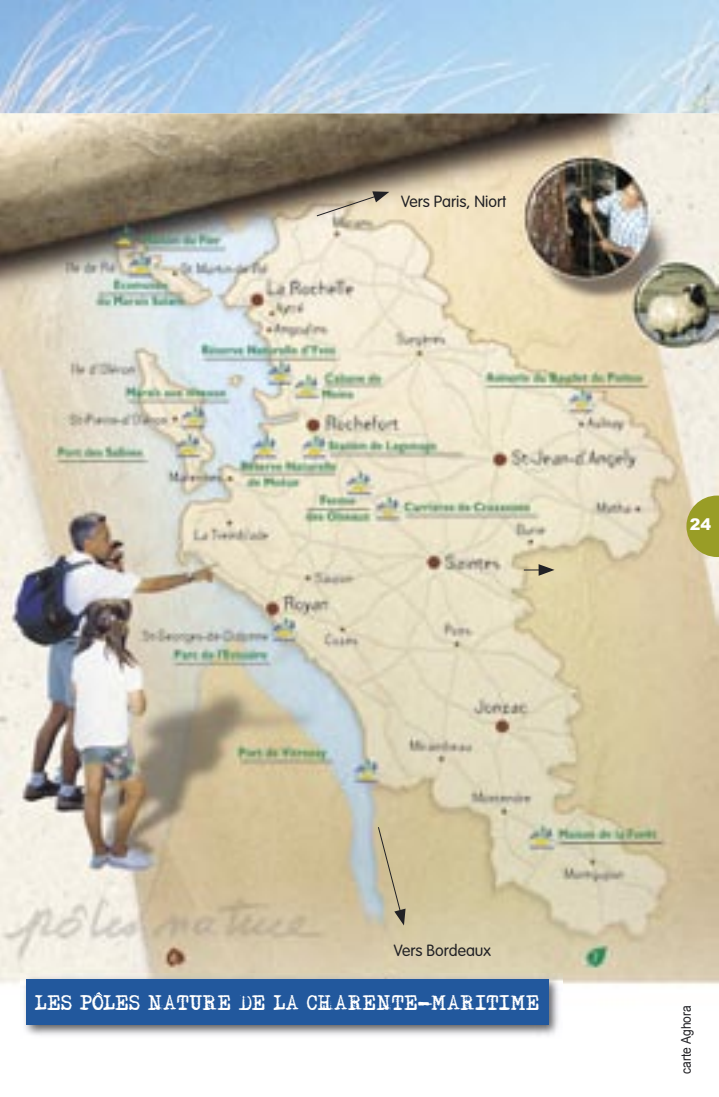 Vers Paris, Niort
Marans
Maison du Fier
Ile de Ré
St Martin-de-Ré
Ecomusée
du Marais Salant
La Rochelle
Aytré
Angoulins
Surgères
Réserve Naturelle d'Yves
Ile d'Oléron
Cabane de
Moins
Asinerie du Baudet du Poitou
Marais aux oiseaux
St-Pierre-d'Oléron
Rochefort
Aulnay
Station de Lagunage
Port des Salines
St-Jean-d'Angely
Réserve Naturelle
de Moëze
Marennes
Ferme
des Oiseaux
Carrières de Crazannes
Matha
24
La Tremblade
Burie
Saintes
Saujon
Royan
St-Georges-de-Didonne
Cozes
Pons
Parc de l'Estuaire
Jonzac
Port de Vitrezay
Mirambeau
Montendre
Maison de la Forêt
Montguyon
pôles nature
Vers Bordeaux
LES PÔLES NATURE DE LA CHARENTE-MARITIME
carte Aghora